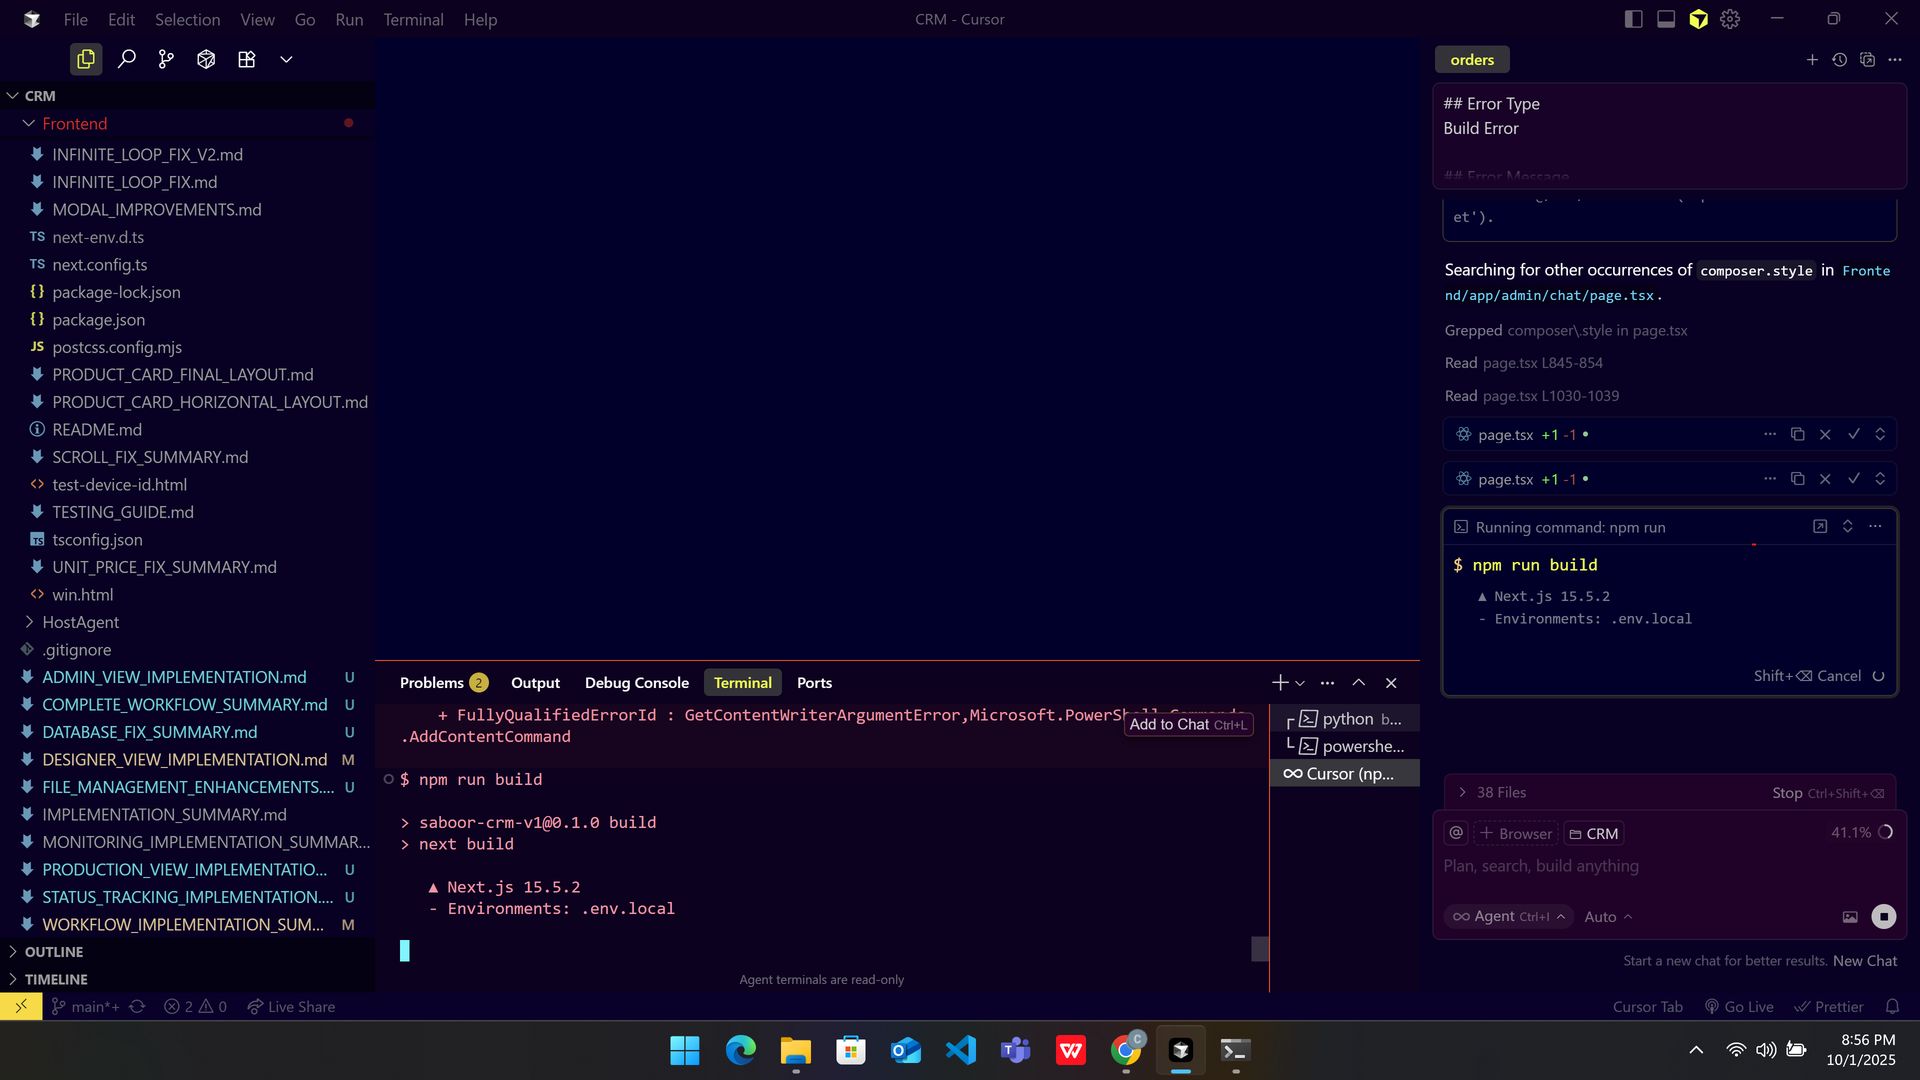 File Edit Selection View Go Run Terminal Help
CRM - Cursor
CRM
Frontend
INFINITE_LOOP_FIX_V2.md
INFINITE_LOOP_FIX.md
MODAL_IMPROVEMENTS.md
TS next-env.d.ts
TS next.config.ts
{} package-lock.json
{} package.json
JS postcss.config.mjs
PRODUCT_CARD_FINAL_LAYOUT.md
PRODUCT_CARD_HORIZONTAL_LAYOUT.md
README.md
SCROLL_FIX_SUMMARY.md
<> test-device-id.html
TESTING_GUIDE.md
TS tsconfig.json
UNIT_PRICE_FIX_SUMMARY.md
<> win.html
HostAgent
.gitignore
ADMIN_VIEW_IMPLEMENTATION.md U
COMPLETE_WORKFLOW_SUMMARY.md U
DATABASE_FIX_SUMMARY.md U
DESIGNER_VIEW_IMPLEMENTATION.md M
FILE_MANAGEMENT_ENHANCEMENTS.... U
IMPLEMENTATION_SUMMARY.md
MONITORING_IMPLEMENTATION_SUMMAR...
PRODUCTION_VIEW_IMPLEMENTATIO... U
STATUS_TRACKING_IMPLEMENTATION.... U
WORKFLOW_IMPLEMENTATION_SUM... M
OUTLINE
TIMELINE
Problems 2 Output Debug Console Terminal Ports
+ FullyQualifiedErrorId : GetContentWriterArgumentError,Microsoft.PowerShell.Commands
.AddContentCommand
Add to Chat Ctrl+L
$ npm run build
> saboor-crm-v1@0.1.0 build
> next build
▲ Next.js 15.5.2
- Environments: .env.local
Agent terminals are read-only
python b...
powershe...
Cursor (np...
orders
## Error Type
Build Error
## Error Message
et').
Searching for other occurrences of composer.style in Fronte
nd/app/admin/chat/page.tsx.
Grepped composer\.style in page.tsx
Read page.tsx L845-854
Read page.tsx L1030-1039
page.tsx +1 -1 •
page.tsx +1 -1 •
Running command: npm run
$ npm run build
▲ Next.js 15.5.2
- Environments: .env.local
Shift+⌫ Cancel
38 Files Stop Ctrl+Shift+⌫
@ + Browser CRM 41.1%
Plan, search, build anything
∞ Agent Ctrl+I Auto
Start a new chat for better results. New Chat
main*+ 2 0 Live Share
Cursor Tab Go Live Prettier
8:56 PM
10/1/2025